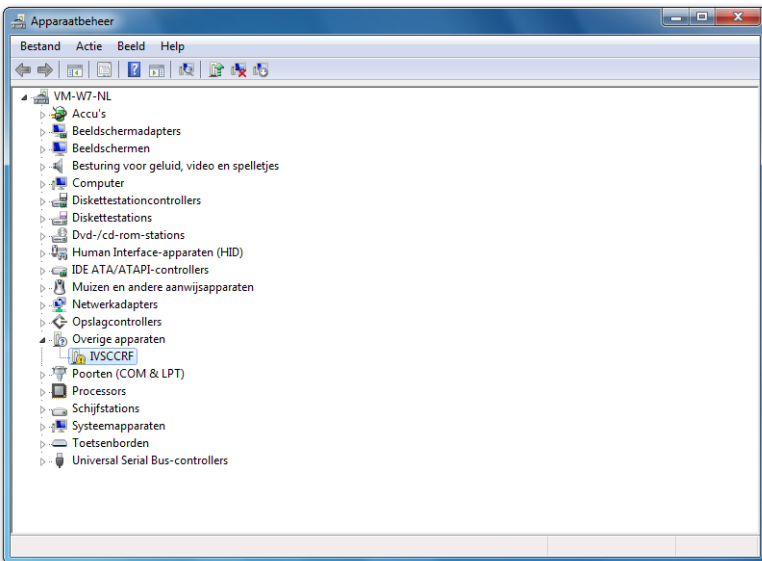 Apparaatbeheer
Bestand Actie Beeld Help
VM-W7-NL
Accu's
Beeldschermadapters
Beeldschermen
Besturing voor geluid, video en spelletjes
Computer
Diskettestationcontrollers
Diskettestations
Dvd-/cd-rom-stations
Human Interface-apparaten (HID)
IDE ATA/ATAPI-controllers
Muizen en andere aanwijsapparaten
Netwerkadapters
Opslagcontrollers
Overige apparaten
IVSCCRF
Poorten (COM & LPT)
Processors
Schijfstations
Systeemapparaten
Toetsenborden
Universal Serial Bus-controllers